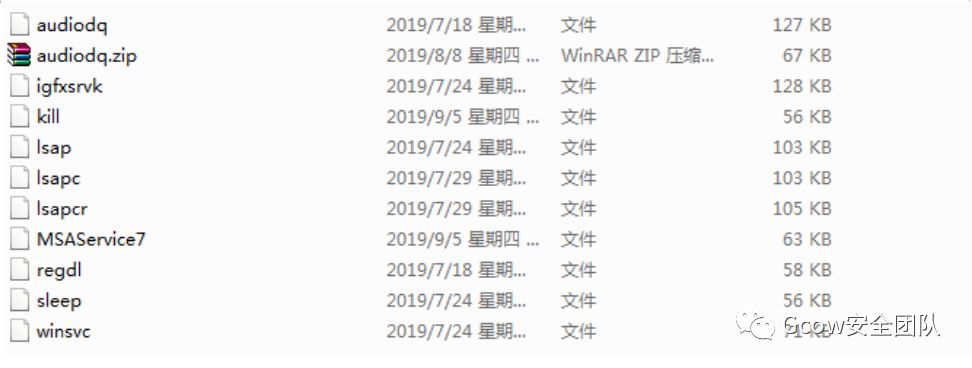 audiodq 2019/7/18 星期... 文件 127 KB
audiodq.zip 2019/8/8 星期四 ... WinRAR ZIP 压缩... 67 KB
igfxsrvk 2019/7/24 星期... 文件 128 KB
kill 2019/9/5 星期四 ... 文件 56 KB
lsap 2019/7/24 星期... 文件 103 KB
lsapc 2019/7/29 星期... 文件 103 KB
lsapcr 2019/7/29 星期... 文件 105 KB
MSAService7 2019/9/5 星期四 ... 文件 63 KB
regdl 2019/7/18 星期... 文件 58 KB
sleep 2019/7/24 星期... 文件 56 KB
winsvc 2019/7/24 星期... 文件 KB
Gcow安全团队